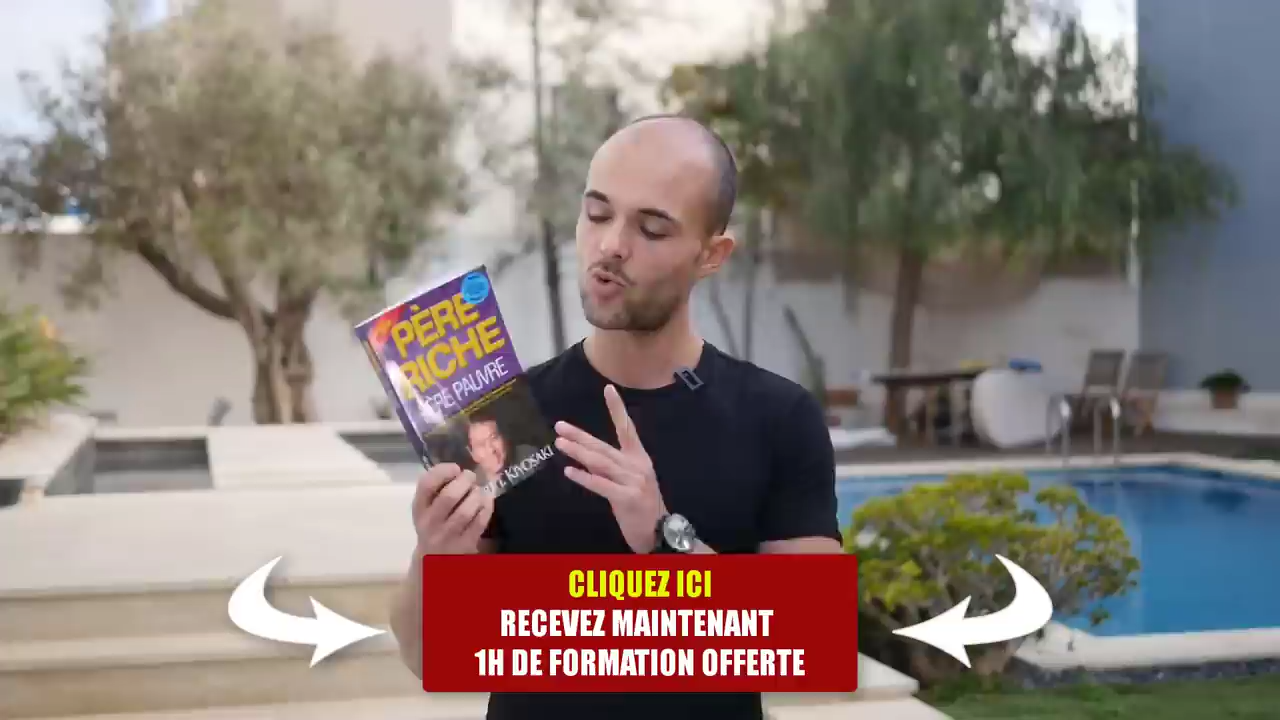 PÈRE
RICHE
PÈRE PAUVRE
KIYOSAKI
CLIQUEZ ICI
RECEVEZ MAINTENANT
1H DE FORMATION OFFERTE